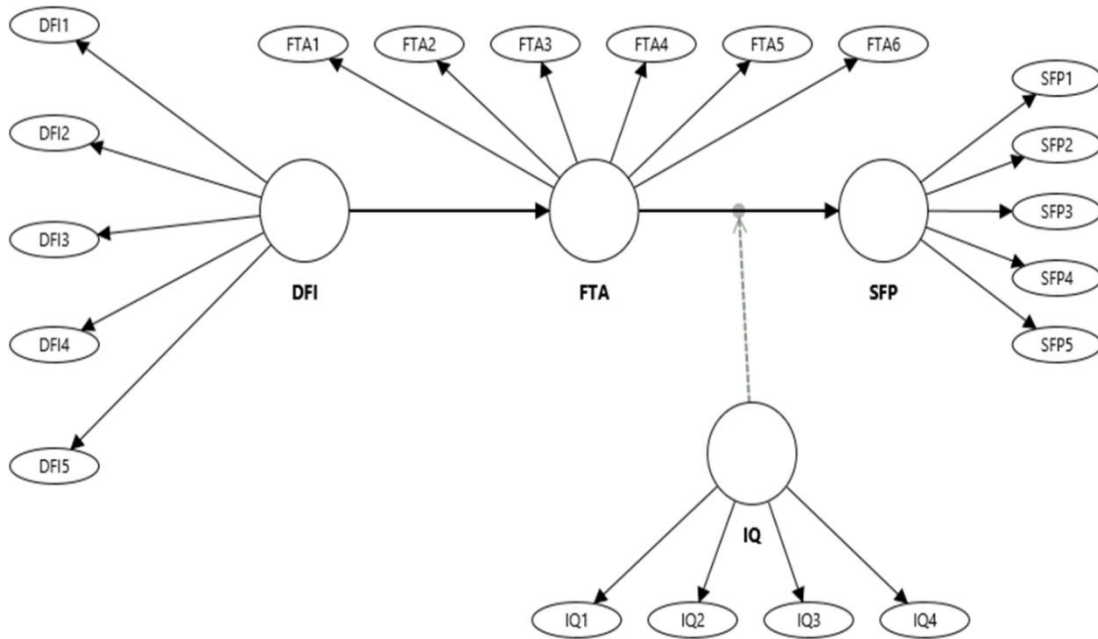 DFI1
FTA1
FTA2
FTA3
FTA4
FTA5
FTA6
SFP1
DFI2
SFP2
SFP3
DFI3
SFP4
DFI
FTA
SFP
DFI4
SFP5
DFI5
IQ
IQ1
IQ2
IQ3
IQ4